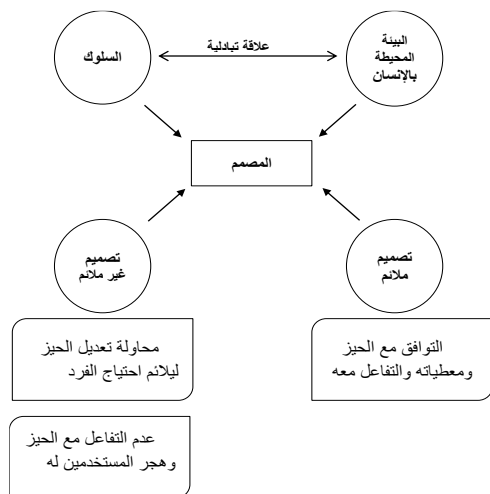 البيئة
المحيطة
بالإنسان
علاقة تبادلية
السلوك
المصمم
تصميم
ملائم
تصميم
غير ملائم
التوافق مع الحيز
ومعطياته والتفاعل معه
محاولة تعديل الحيز
ليلائم احتياج الفرد
عدم التفاعل مع الحيز
وهجر المستخدمين له